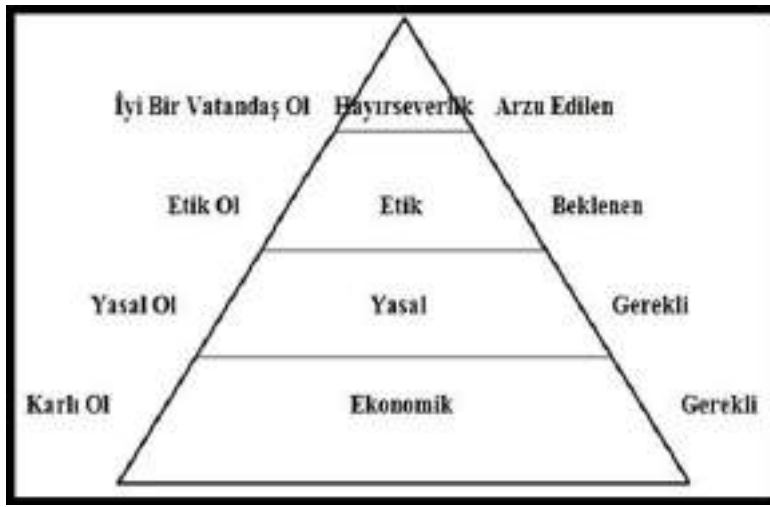 İyi Bir Vatandaş Ol Hayırseverlik Arzu Edilen
Etik Ol Etik Beklenen
Yasal Ol Yasal Gerekli
Karlı Ol Ekonomik Gerekli